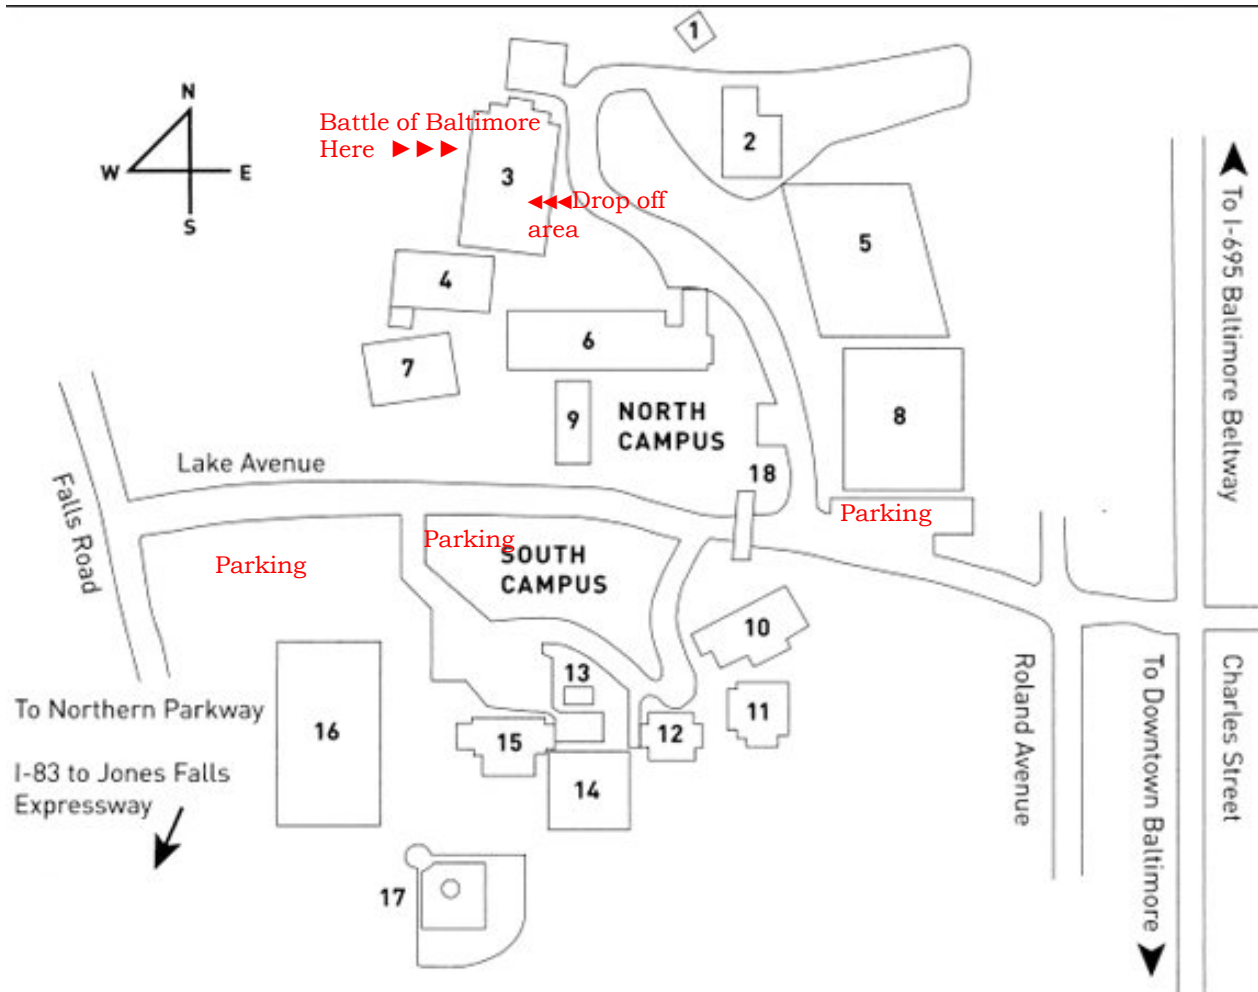 1
N
W E
S
Battle of Baltimore
Here ►►►
2
3
◄◄◄Drop off
area
5
4
6
7
8
9
NORTH
CAMPUS
Lake Avenue
18
Falls Road
Parking
Parking
Parking
SOUTH
CAMPUS
10
13
11
12
15
16
14
17
To Northern Parkway
I-83 to Jones Falls
Expressway
Roland Avenue
To I-695 Baltimore Beltway
To Downtown Baltimore
Charles Street